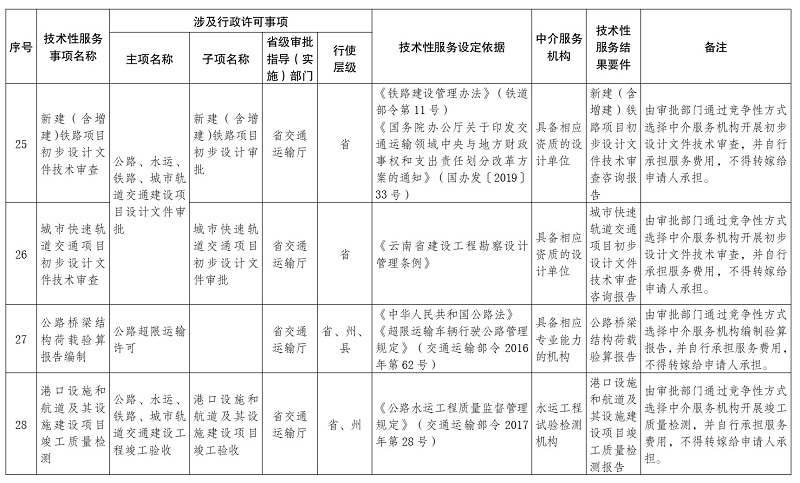 序号
技术性服务
事项名称
涉及行政许可事项
主项名称
子项名称
省级审批
指导（实
施）部门
行使
层级
技术性服务设定依据
中介服务
机构
技术性
服务结
果要件
备注
25
新建（含增
建)铁路项目
初步设计文
件技术审查
公路、水运、
铁路、城市轨
道交通建设项
目设计文件审
批
新建（含增
建)铁路项目
初步设计审
批
省交通
运输厅
省
《铁路建设管理办法》（铁道
部令第 11 号）
《国务院办公厅关于印发交
通运输领域中央与地方财政
事权和支出责任划分改革方
案的通知》（国办发〔2019〕
33 号）
具备相应
资质的设
计单位
新建（含
增建）铁
路项目初
步设计文
件技术审
查咨询报
告
由审批部门通过竞争性方式
选择中介服务机构开展初步
设计文件技术审查，并自行
承担服务费用，不得转嫁给
申请人承担。
26
城市快速轨
道交通项目
初步设计文
件技术审查
城市快速轨
道交通项目
初步设计文
件审批
省交通
运输厅
省
《云南省建设工程勘察设计
管理条例》
具备相应
资质的设
计单位
城市快速
轨道交通
项目初步
设计文件
技术审查
咨询报告
由审批部门通过竞争性方式
选择中介服务机构开展初步
设计文件技术审查，并自行
承担服务费用，不得转嫁给
申请人承担。
27
公路桥梁结
构荷载验算
报告编制
公路超限运输
许可
省交通
运输厅
省、州、
县
《中华人民共和国公路法》
《超限运输车辆行驶公路管理
规定》（交通运输部令 2016
年第 62 号）
具备相应
专业能力
的机构
公路桥梁
结构荷载
验算报告
由审批部门通过竞争性方式
选择中介服务机构编制验算
报告，并自行承担服务费用，
不得转嫁给申请人承担。
28
港口设施和
航道及其设
施建设项目
竣工质量检
测
公路、水运、
铁路、城市轨
道交通建设工
程竣工验收
港口设施和
航道及其设
施建设项目
竣工验收
省交通
运输厅
省、州
《公路水运工程质量监督管理
规定》（交通运输部令 2017
年第 28 号）
水运工程
试验检测
机构
港口设施
和航道及
其设施建
设项目竣
工质量检
测报告
由审批部门通过竞争性方式
选择中介服务机构开展竣工
质量检测，并自行承担服务
费用，不得转嫁给申请人承
担。